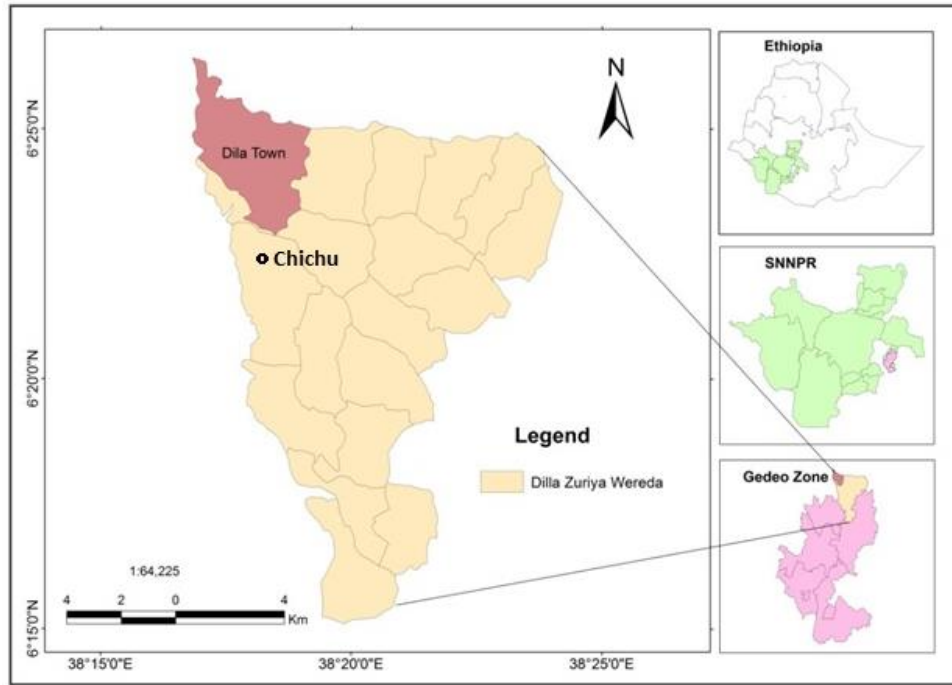 Ethiopia
N
6°25'0"N
Dila Town
Chichu
SNNPR
6°20'0"N
Legend
Dilla Zuriya Wereda
Gedeo Zone
1:64,225
4 2 0 4
Km
6°15'0"N
38°15'0"E 38°20'0"E 38°25'0"E